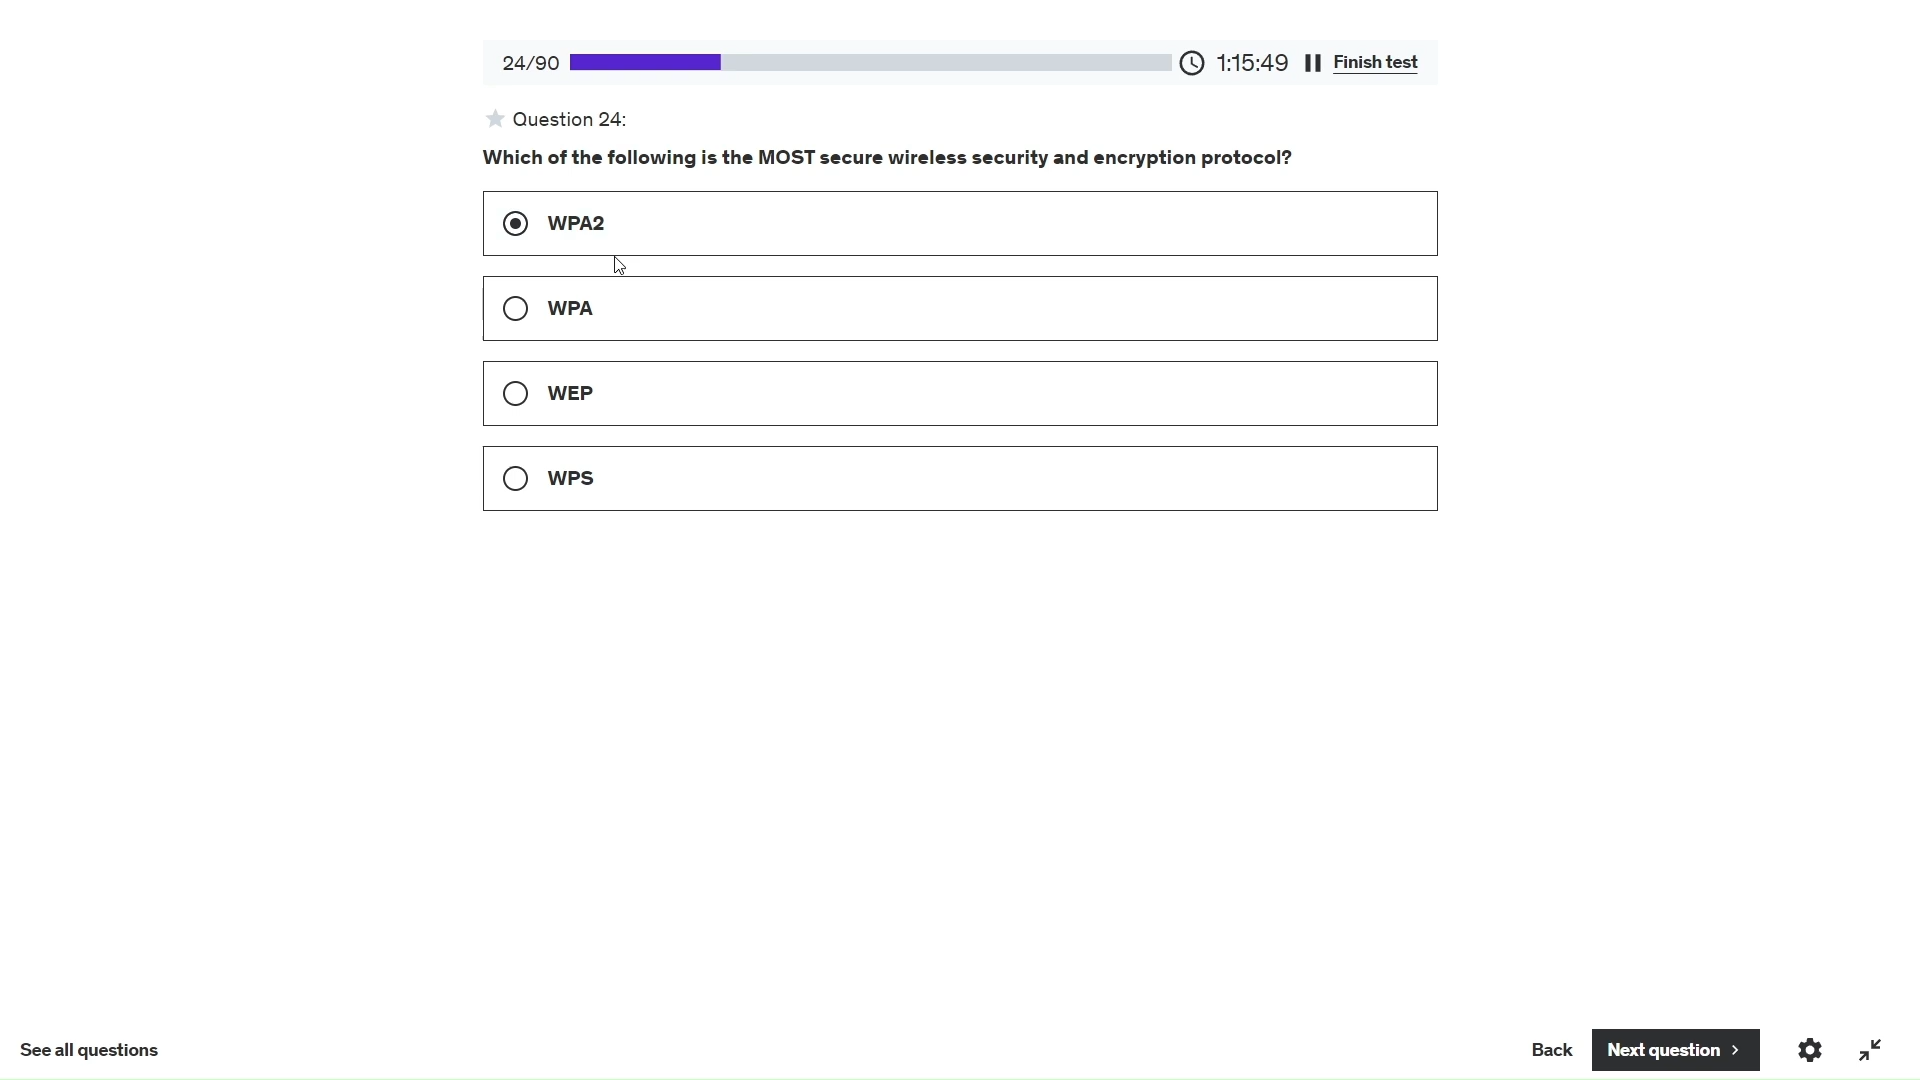 24/90 1:15:49 Finish test
Question 24:
Which of the following is the MOST secure wireless security and encryption protocol?
WPA2
WPA
WEP
WPS
See all questions Back Next question